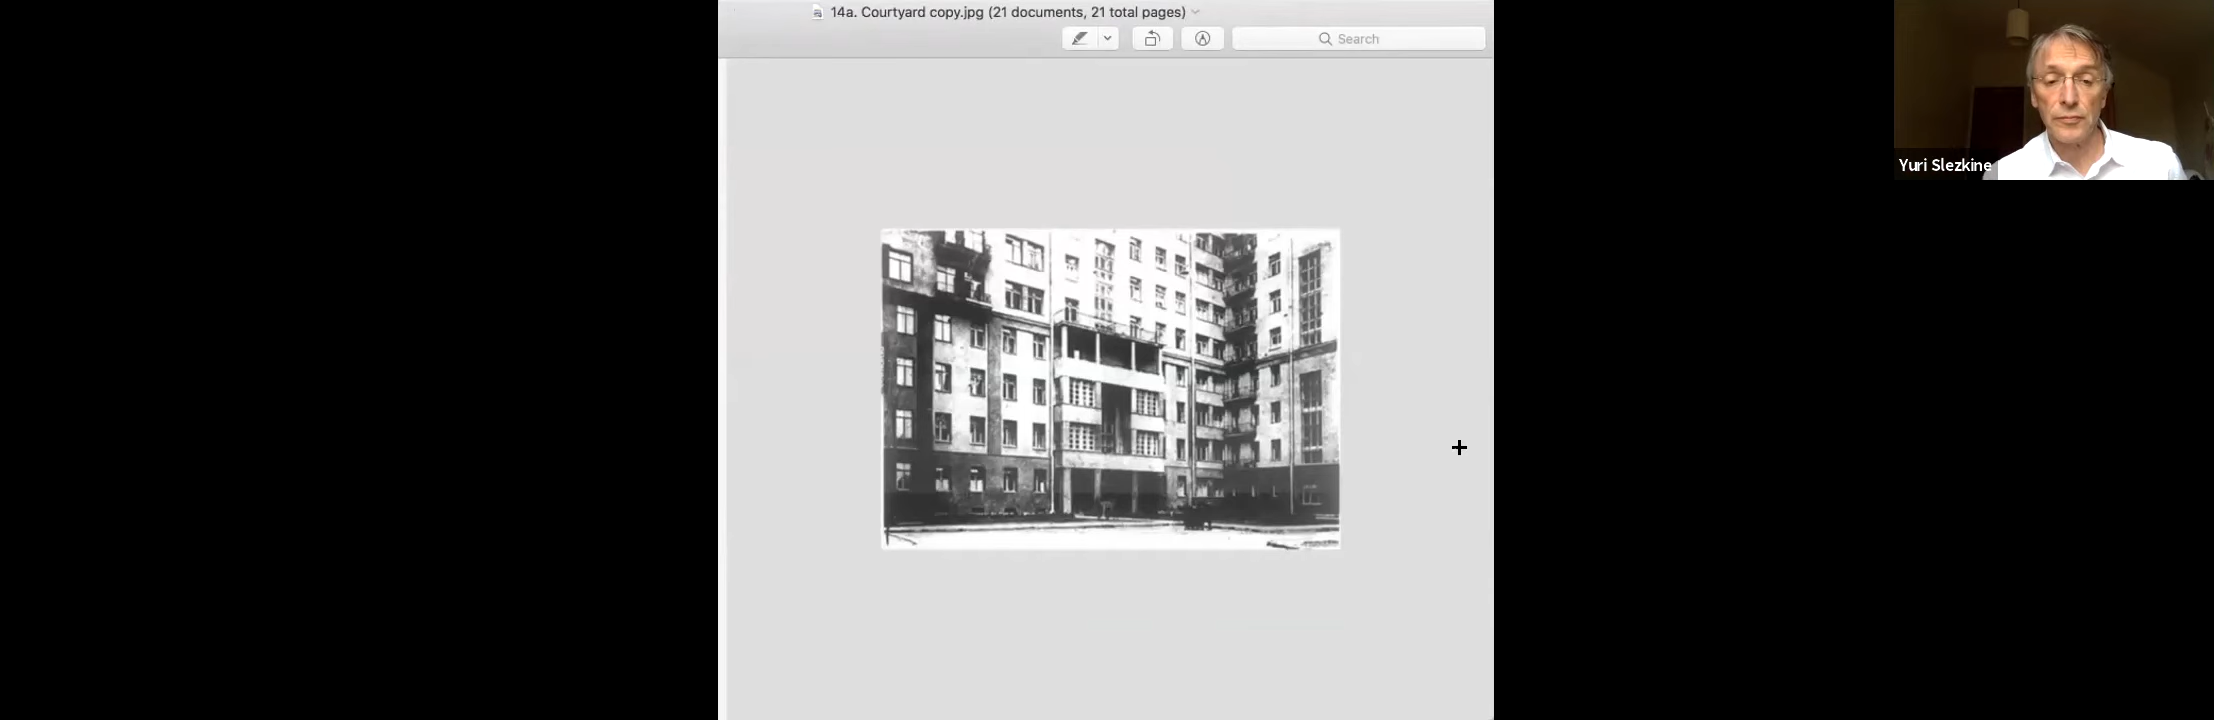 14a. Courtyard copy.jpg (21 documents, 21 total pages)
Search
Yuri Slezkine